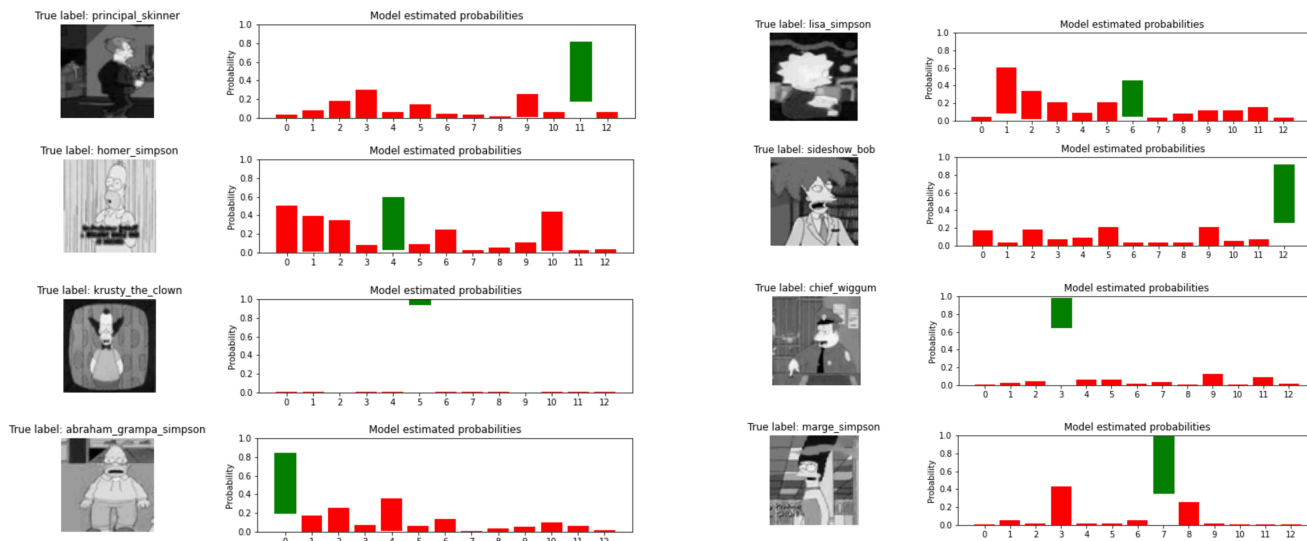 True label: principal_skinner
Model estimated probabilities
Probability
1.0
0.8
0.6
0.4
0.2
0.0
0 1 2 3 4 5 6 7 8 9 10 11 12
True label: lisa_simpson
Model estimated probabilities
Probability
1.0
0.8
0.6
0.4
0.2
0.0
0 1 2 3 4 5 6 7 8 9 10 11 12
True label: homer_simpson
Model estimated probabilities
Probability
1.0
0.8
0.6
0.4
0.2
0.0
0 1 2 3 4 5 6 7 8 9 10 11 12
True label: sideshow_bob
Model estimated probabilities
Probability
1.0
0.8
0.6
0.4
0.2
0.0
0 1 2 3 4 5 6 7 8 9 10 11 12
True label: krusty_the_clown
Model estimated probabilities
Probability
1.0
0.8
0.6
0.4
0.2
0.0
0 1 2 3 4 5 6 7 8 9 10 11 12
True label: chief_wiggum
Model estimated probabilities
Probability
1.0
0.8
0.6
0.4
0.2
0.0
0 1 2 3 4 5 6 7 8 9 10 11 12
True label: abraham_grampa_simpson
Model estimated probabilities
Probability
1.0
0.8
0.6
0.4
0.2
0.0
0 1 2 3 4 5 6 7 8 9 10 11 12
True label: marge_simpson
Model estimated probabilities
Probability
1.0
0.8
0.6
0.4
0.2
0.0
0 1 2 3 4 5 6 7 8 9 10 11 12